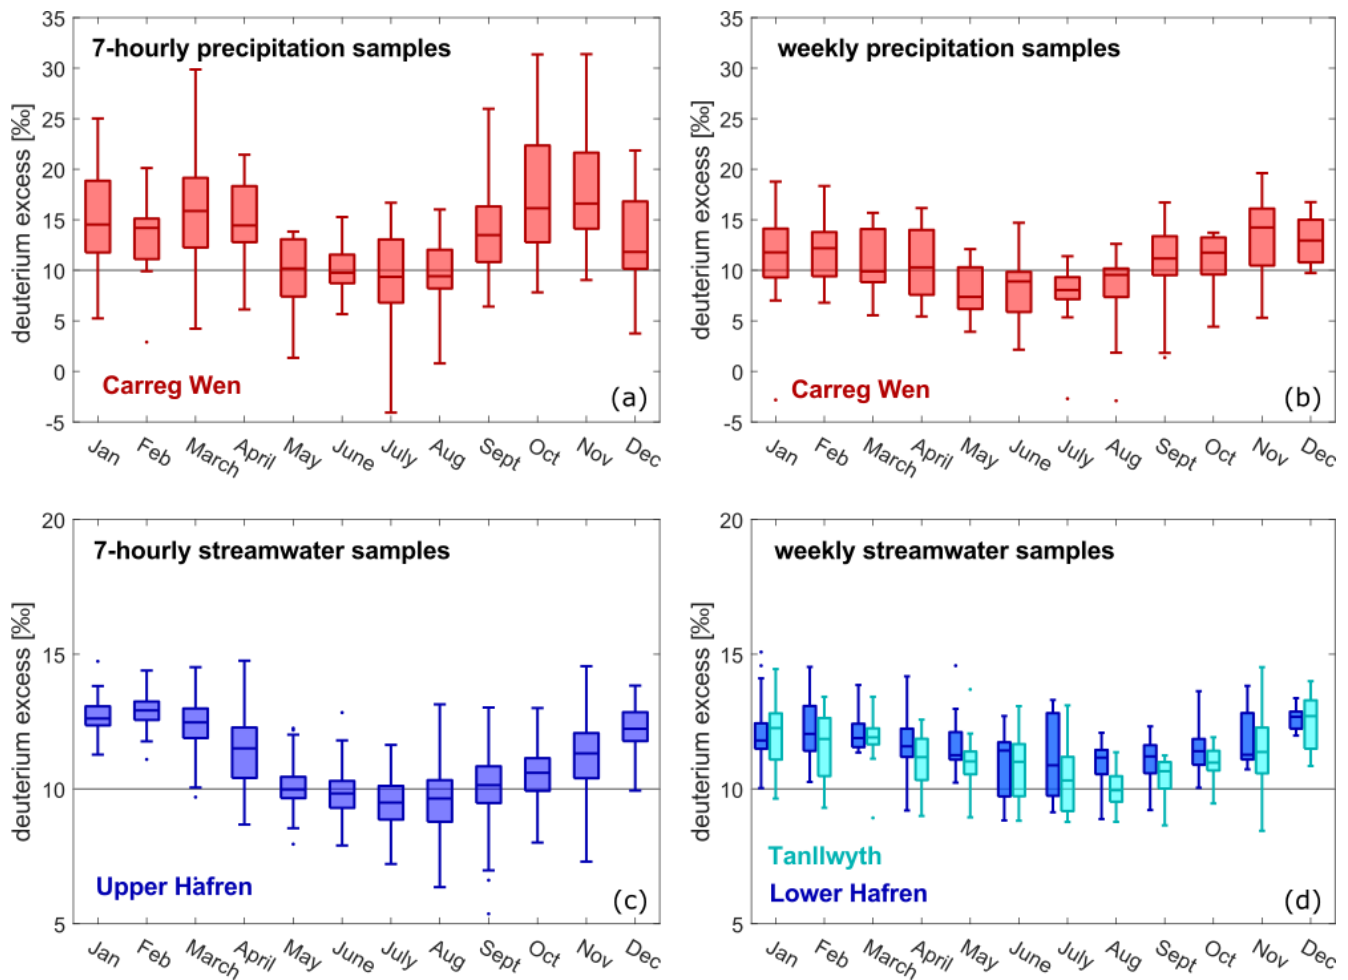 7-hourly precipitation samples
deuterium excess [‰]
35
30
25
20
15
10
5
0
-5
Carreg Wen
(a)
Jan Feb March April May June July Aug Sept Oct Nov Dec
weekly precipitation samples
deuterium excess [‰]
35
30
25
20
15
10
5
0
-5
Carreg Wen
(b)
Jan Feb March April May June July Aug Sept Oct Nov Dec
7-hourly streamwater samples
deuterium excess [‰]
20
15
10
5
Upper Hafren
(c)
Jan Feb March April May June July Aug Sept Oct Nov Dec
weekly streamwater samples
deuterium excess [‰]
20
15
10
5
Tanllwyth
Lower Hafren
(d)
Jan Feb March April May June July Aug Sept Oct Nov Dec